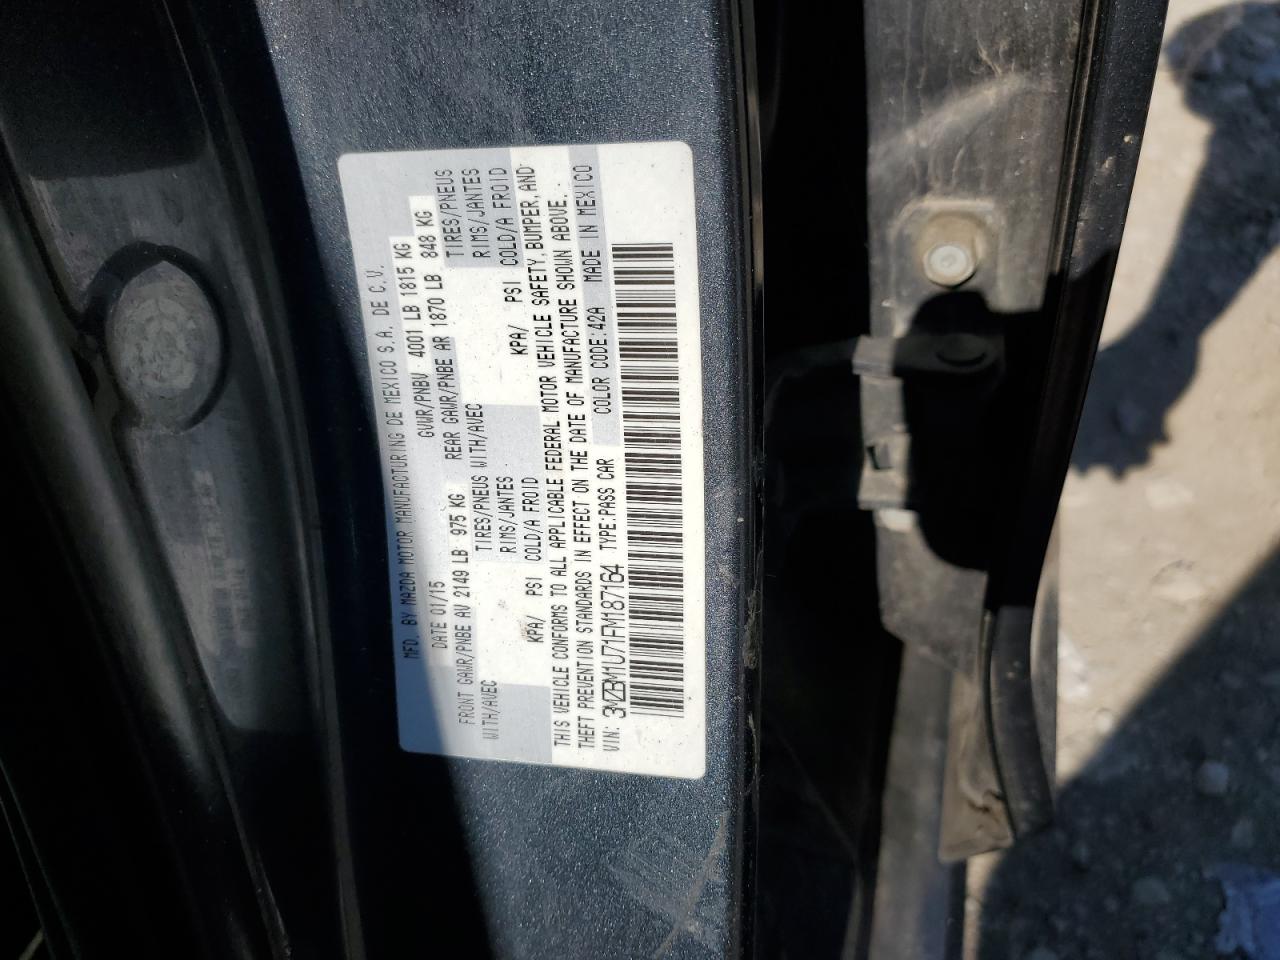 MFD. BY MAZDA MOTOR MANUFACTURING DE MEXICO S.A. DE C.V.
DATE 01/15 GVWR/PNBV 4001 LB 1815 KG
FRONT GAWR/PNBE AV 2149 LB 975 KG REAR GAWR/PNBE AR 1870 LB 848 KG
WITH/AVEC TIRES/PNEUS WITH/AVEC TIRES/PNEUS
RIMS/JANTES RIMS/JANTES
KPA/ PSI COLD/A FROID KPA/ PSI COLD/A FROID
THIS VEHICLE CONFORMS TO ALL APPLICABLE FEDERAL MOTOR VEHICLE SAFETY, BUMPER, AND
THEFT PREVENTION STANDARDS IN EFFECT ON THE DATE OF MANUFACTURE SHOWN ABOVE.
VIN: 3MZBM1U71FM187164 TYPE:PASS CAR COLOR CODE:42A MADE IN MEXICO